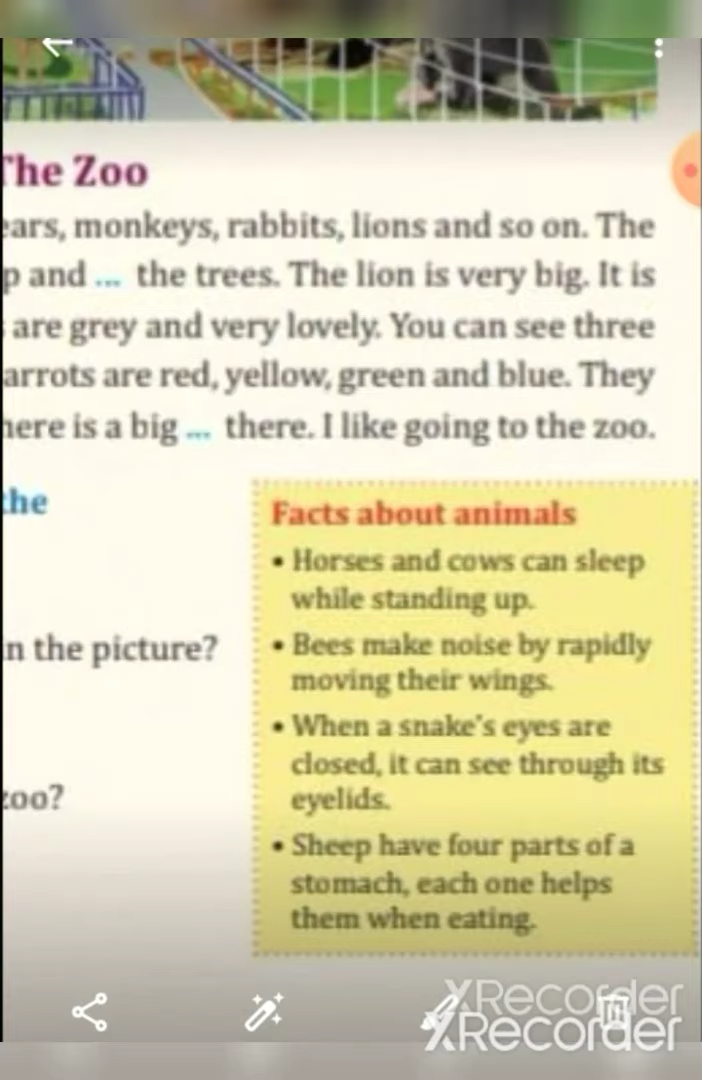 The Zoo
ears, monkeys, rabbits, lions and so on. The
p and ... the trees. The lion is very big. It is
are grey and very lovely. You can see three
arrots are red, yellow, green and blue. They
here is a big ... there. I like going to the zoo.
the
in the picture?
zoo?
Facts about animals
• Horses and cows can sleep
while standing up.
• Bees make noise by rapidly
moving their wings.
• When a snake's eyes are
closed, it can see through its
eyelids.
• Sheep have four parts of a
stomach, each one helps
them when eating.
XRecorder
XRecorder